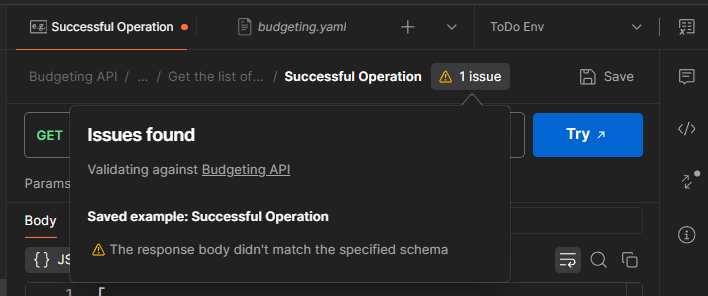 e.g. Successful Operation budgeting.yaml ToDo Env
Budgeting API / ... / Get the list of... / Successful Operation 1 issue Save
GET Try
Issues found
Validating against Budgeting API
Params
Saved example: Successful Operation
Body
The response body didn't match the specified schema
{} JS
1 [